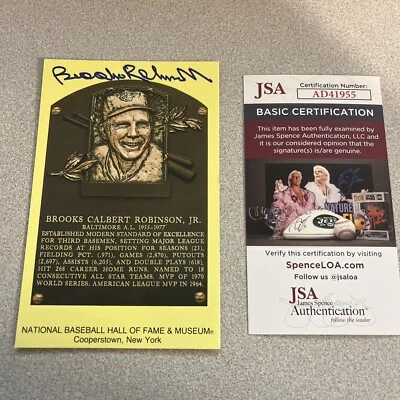 Brooks Robinson
BROOKS CALBERT ROBINSON, JR.
BALTIMORE A.L. 1955-1977
ESTABLISHED MODERN STANDARD OF EXCELLENCE
FOR THIRD BASEMEN, SETTING MAJOR LEAGUE
RECORDS AT HIS POSITION FOR SEASONS (23),
FIELDING PCT. (.971), GAMES (2,870), PUTOUTS
(2,697), ASSISTS (6,205), AND DOUBLE PLAYS (618).
HIT 268 CAREER HOME RUNS. NAMED TO 18
CONSECUTIVE ALL STAR TEAMS. MVP OF 1970
WORLD SERIES. AMERICAN LEAGUE MVP IN 1964.
NATIONAL BASEBALL HALL OF FAME & MUSEUM®
Cooperstown, New York
JSA
Certification Number:
AD41955
BASIC CERTIFICATION
This item has been fully examined by
James Spence Authentication, LLC and
it is our considered opinion that the
signature(s) is/are genuine.
NATURE
Verify this certification by visiting
SpenceLOA.com
Follow us @jsaloa
JSA
James Spence
Authentication™
follow the leader